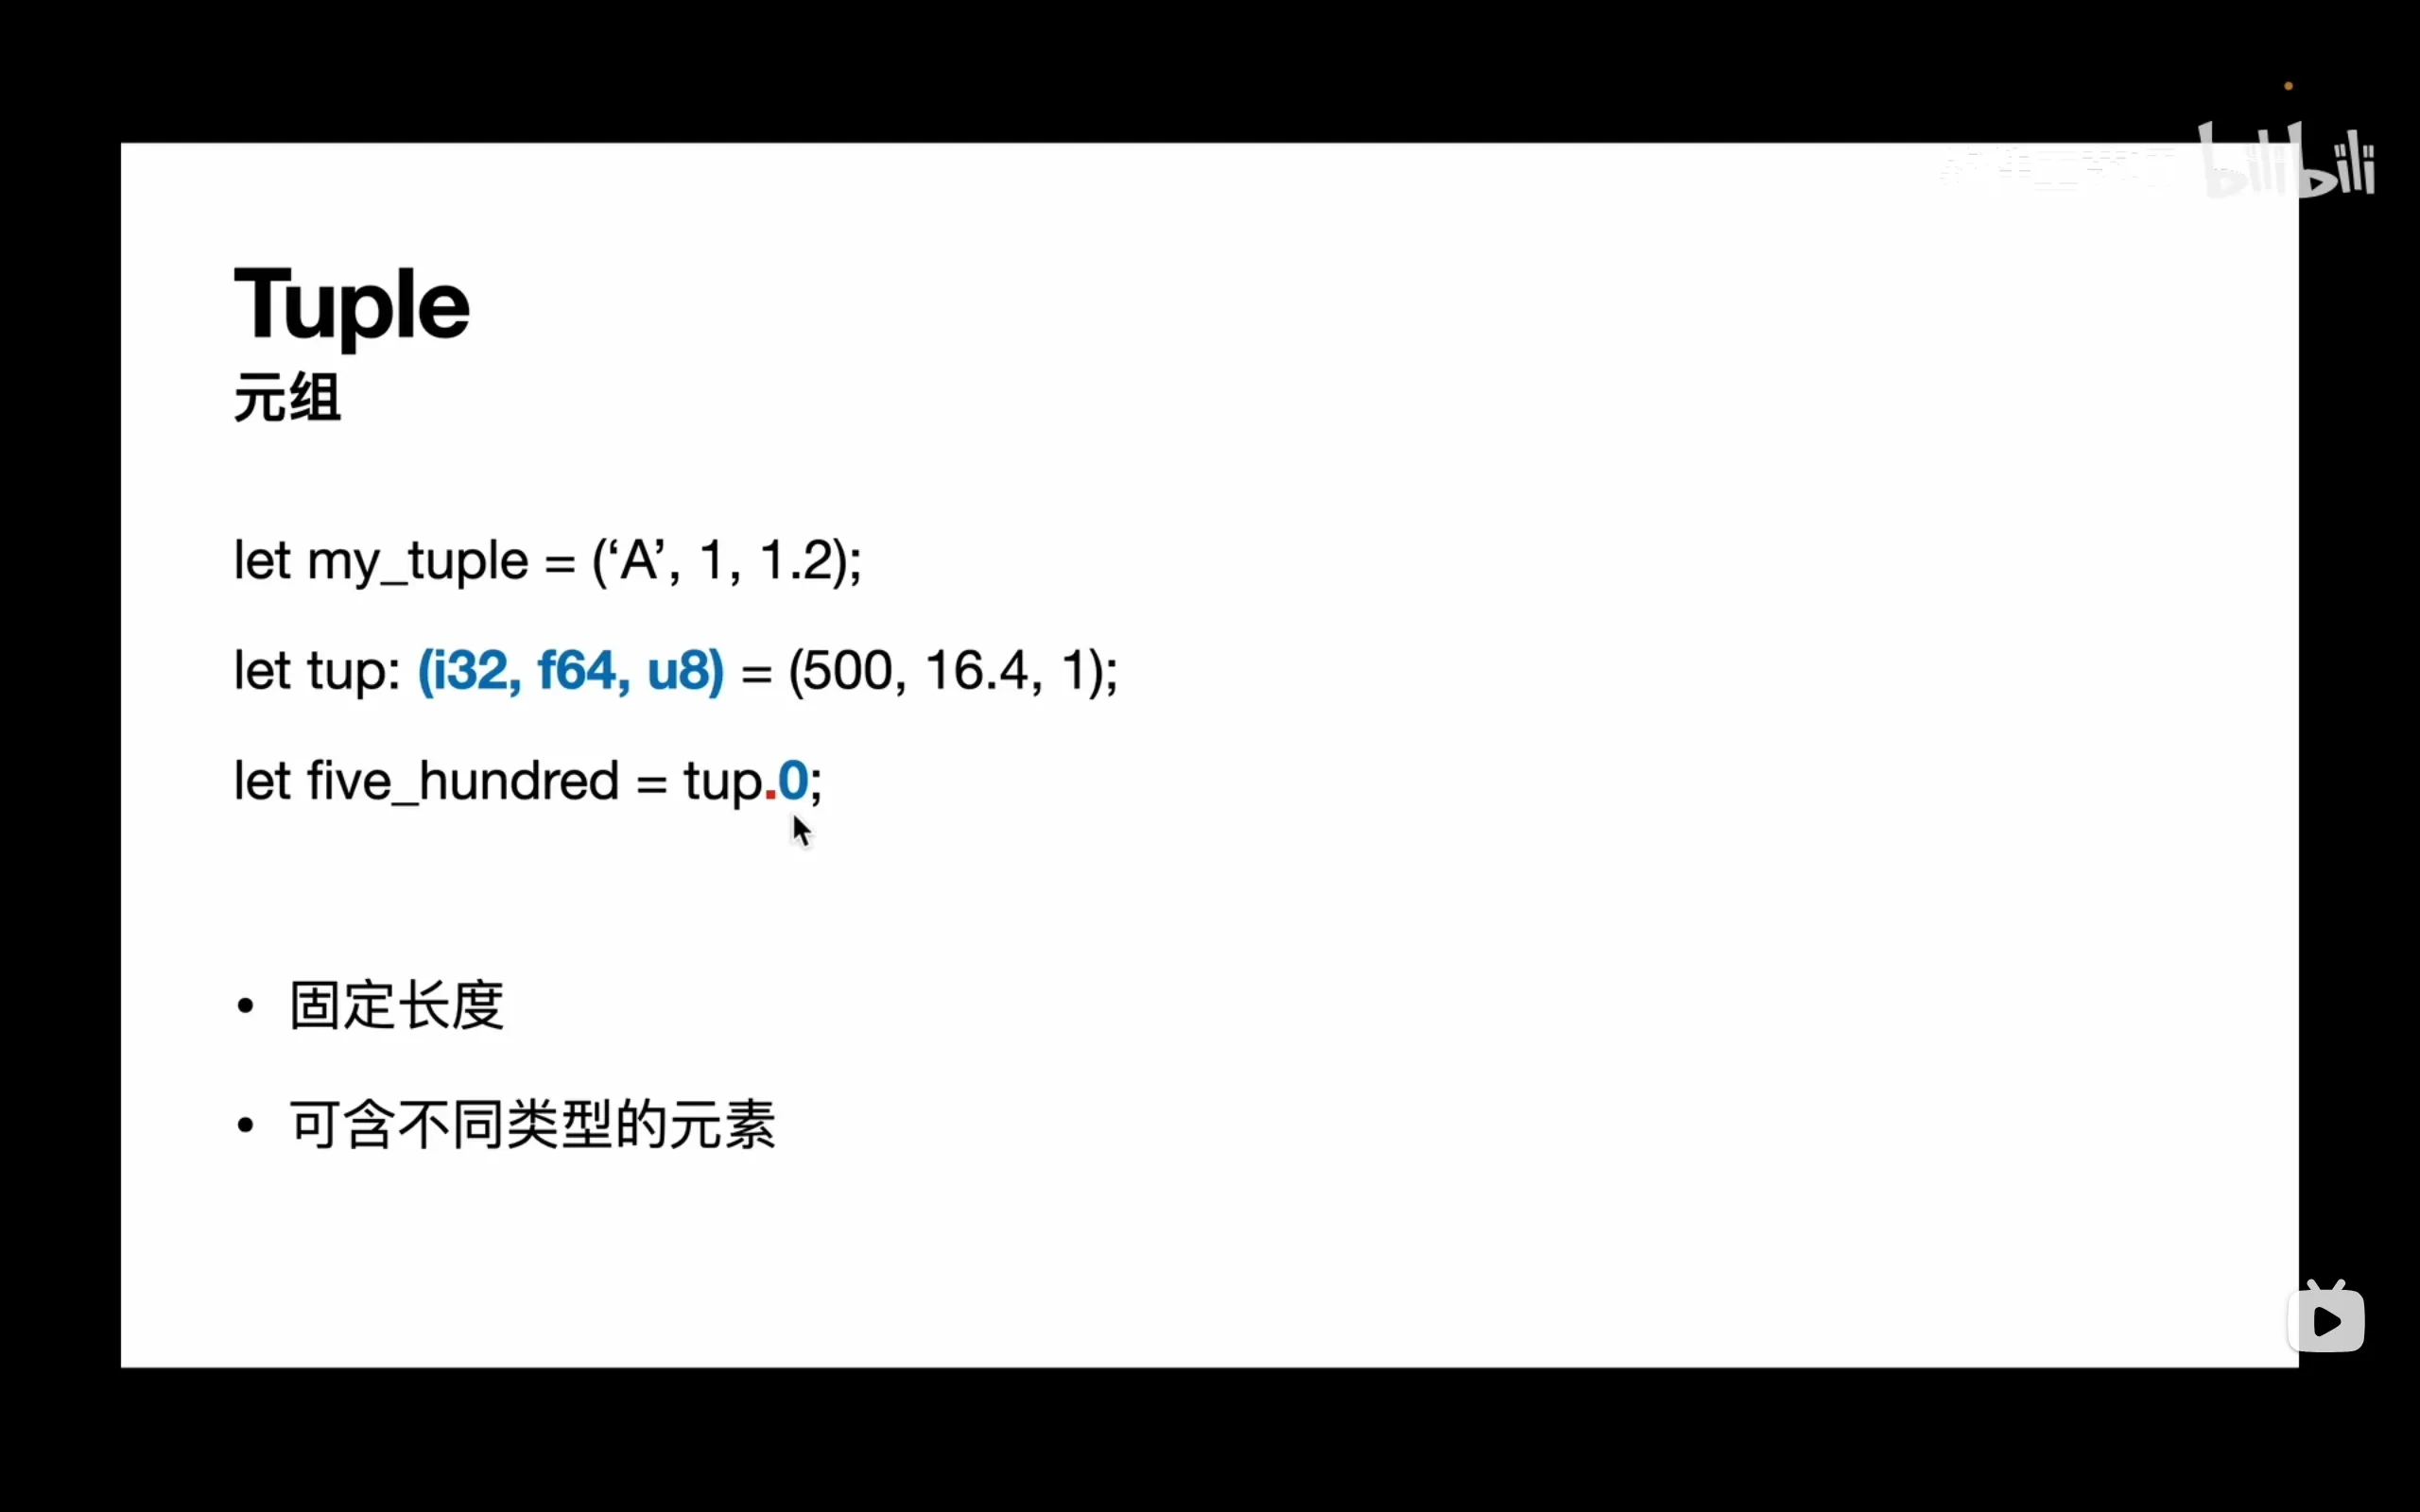 bilibili
Tuple
元组
let my_tuple = (‘A’, 1, 1.2);
let tup: (i32, f64, u8) = (500, 16.4, 1);
let five_hundred = tup.0;
• 固定长度
• 可含不同类型的元素